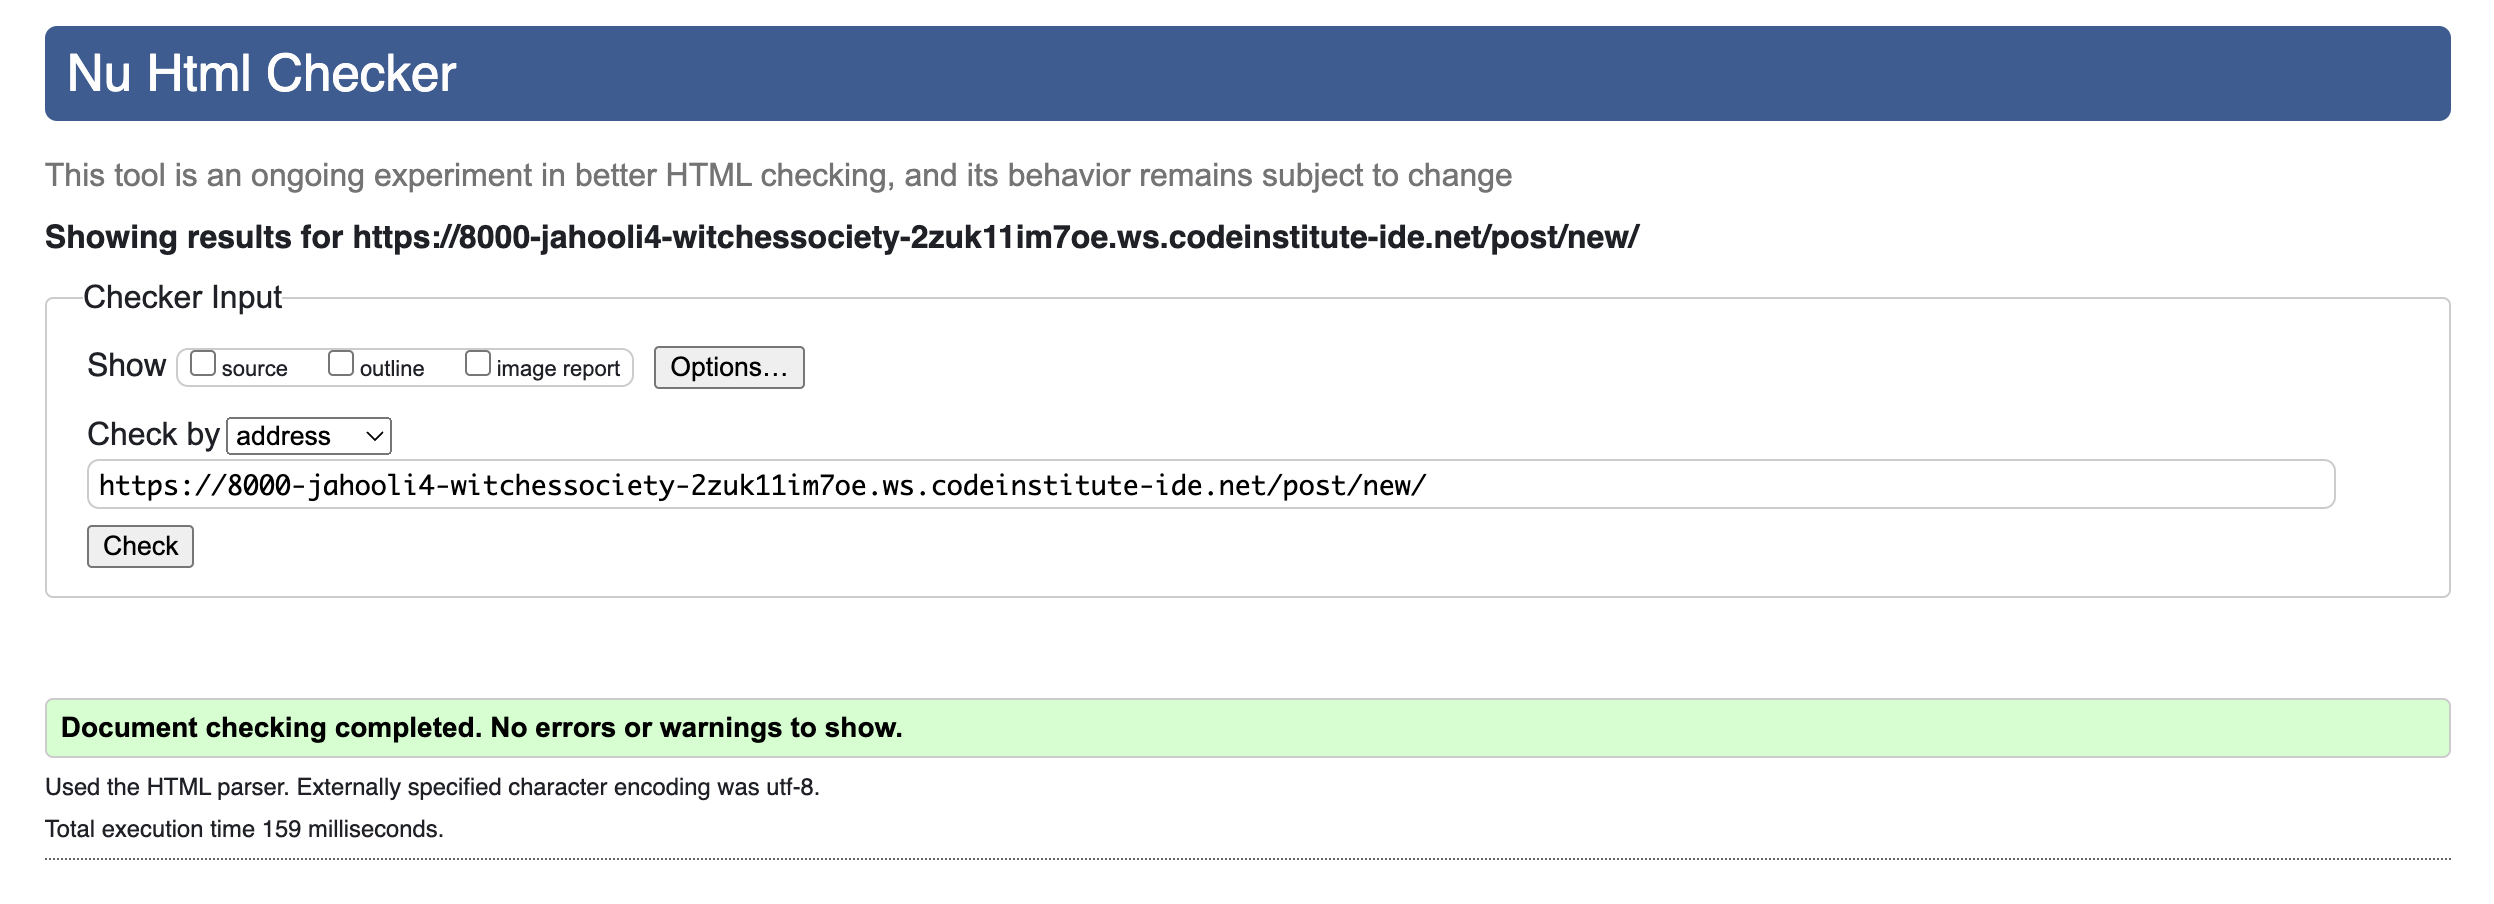 Nu Html Checker
This tool is an ongoing experiment in better HTML checking, and its behavior remains subject to change
Showing results for https://8000-jahooli4-witchessociety-2zuk11im7oe.ws.codeinstitute-ide.net/post/new/
Checker Input
Show source outline image report Options...
Check by address
https://8000-jahooli4-witchessociety-2zuk11im7oe.ws.codeinstitute-ide.net/post/new/
Check
Document checking completed. No errors or warnings to show.
Used the HTML parser. Externally specified character encoding was utf-8.
Total execution time 159 milliseconds.